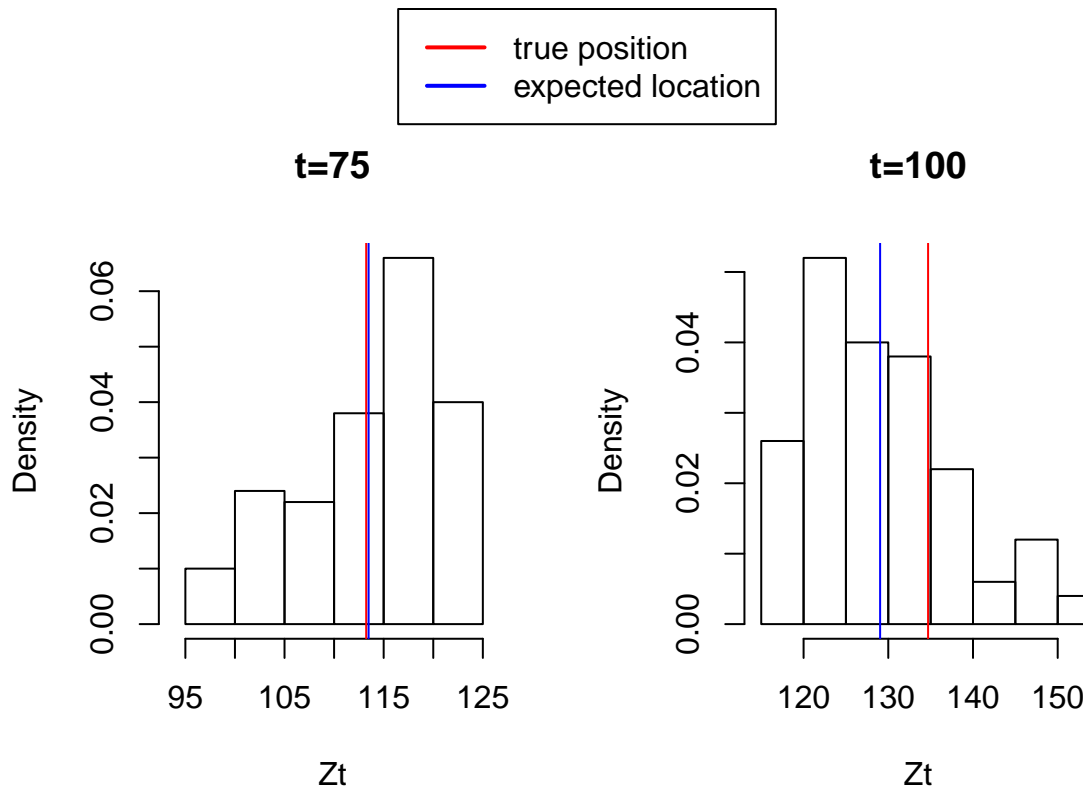 true position
expected location
t=75
Density
0.00 0.02 0.04 0.06
95 105 115 125
Zt
t=100
Density
0.00 0.02 0.04
120 130 140 150
Zt